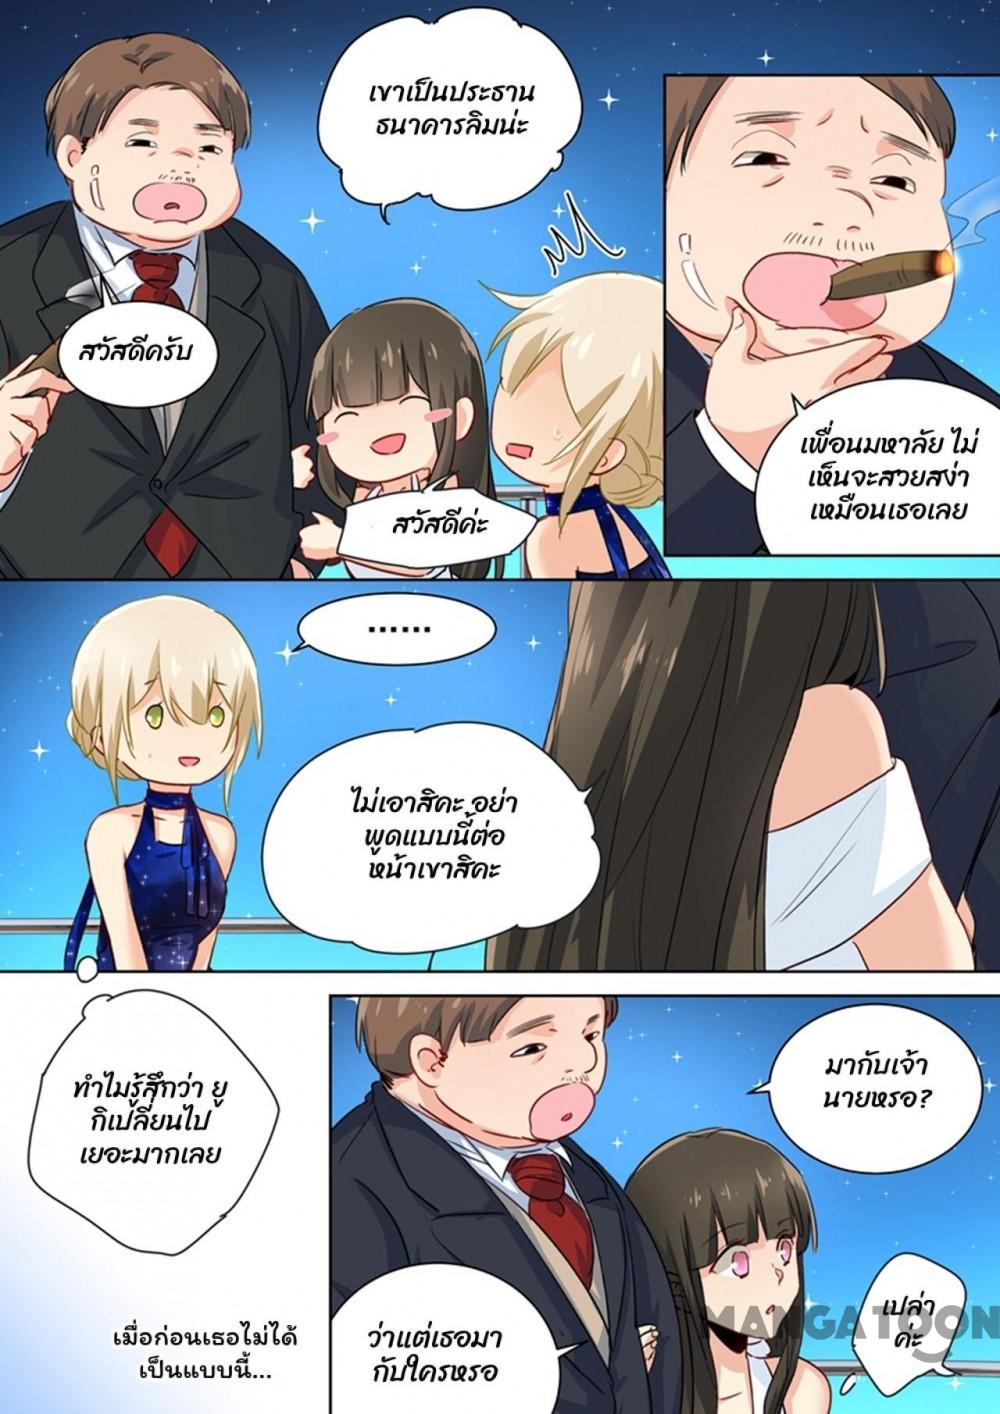 เขาเป็นประธาน
ธนาคารลิมน่ะ
สวัสดีครับ
สวัสดีค่ะ
เพื่อนมหาลัย ไม่
เห็นจะสวยสง่า
เหมือนเธอเลย
......
ไม่เอาสิคะ อย่า
พูดแบบนี้ต่อ
หน้าเขาสิคะ
ทำไมรู้สึกว่า ยู
กิเปลี่ยนไป
เยอะมากเลย
เมื่อก่อนเธอไม่ได้
เป็นแบบนี้...
มากับเจ้า
นายหรอ?
ว่าแต่เธอมา
กับใครหรอ
เปล่า
คะ
MANGATOON